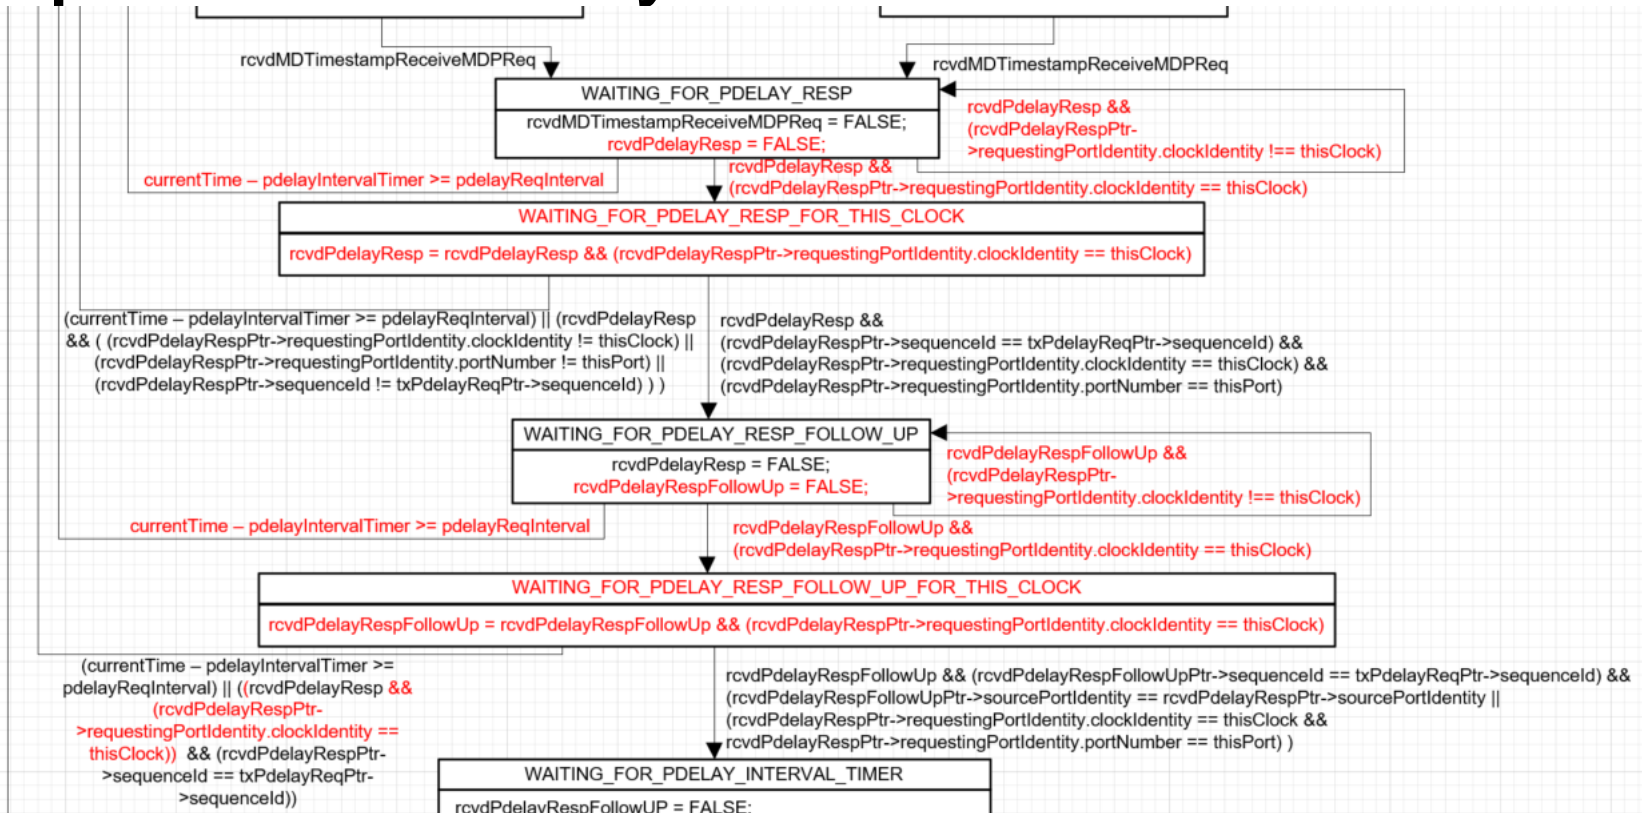 rcvdMDTimestampReceiveMDPReq
rcvdMDTimestampReceiveMDPReq
WAITING_FOR_PDELAY_RESP
rcvdMDTimestampReceiveMDPReq = FALSE;
rcvdPdelayResp = FALSE;
rcvdPdelayResp &&
(rcvdPdelayRespPtr-
>requestingPortIdentity.clockIdentity !== thisClock)
currentTime – pdelayIntervalTimer >= pdelayReqInterval
rcvdPdelayResp &&
(rcvdPdelayRespPtr->requestingPortIdentity.clockIdentity == thisClock)
WAITING_FOR_PDELAY_RESP_FOR_THIS_CLOCK
rcvdPdelayResp = rcvdPdelayResp && (rcvdPdelayRespPtr->requestingPortIdentity.clockIdentity == thisClock)
(currentTime – pdelayIntervalTimer >= pdelayReqInterval) || (rcvdPdelayResp
&& ( (rcvdPdelayRespPtr->requestingPortIdentity.clockIdentity != thisClock) ||
(rcvdPdelayRespPtr->requestingPortIdentity.portNumber != thisPort) ||
(rcvdPdelayRespPtr->sequenceId != txPdelayReqPtr->sequenceId) ) )
rcvdPdelayResp &&
(rcvdPdelayRespPtr->sequenceId == txPdelayReqPtr->sequenceId) &&
(rcvdPdelayRespPtr->requestingPortIdentity.clockIdentity == thisClock) &&
(rcvdPdelayRespPtr->requestingPortIdentity.portNumber == thisPort)
WAITING_FOR_PDELAY_RESP_FOLLOW_UP
rcvdPdelayResp = FALSE;
rcvdPdelayRespFollowUp = FALSE;
rcvdPdelayRespFollowUp &&
(rcvdPdelayRespPtr-
>requestingPortIdentity.clockIdentity !== thisClock)
currentTime – pdelayIntervalTimer >= pdelayReqInterval
rcvdPdelayRespFollowUp &&
(rcvdPdelayRespPtr->requestingPortIdentity.clockIdentity == thisClock)
WAITING_FOR_PDELAY_RESP_FOLLOW_UP_FOR_THIS_CLOCK
rcvdPdelayRespFollowUp = rcvdPdelayRespFollowUp && (rcvdPdelayRespPtr->requestingPortIdentity.clockIdentity == thisClock)
(currentTime – pdelayIntervalTimer >=
pdelayReqInterval) || ((rcvdPdelayResp &&
(rcvdPdelayRespPtr-
>requestingPortIdentity.clockIdentity ==
thisClock)) && (rcvdPdelayRespPtr-
>sequenceId == txPdelayReqPtr-
>sequenceId))
rcvdPdelayRespFollowUp && (rcvdPdelayRespFollowUpPtr->sequenceId == txPdelayReqPtr->sequenceId) &&
(rcvdPdelayRespFollowUpPtr->sourcePortIdentity == rcvdPdelayRespPtr->sourcePortIdentity ||
(rcvdPdelayRespPtr->requestingPortIdentity.clockIdentity == thisClock &&
rcvdPdelayRespPtr->requestingPortIdentity.portNumber == thisPort) )
WAITING_FOR_PDELAY_INTERVAL_TIMER
rcvdPdelayRespFollowUP = FALSE;